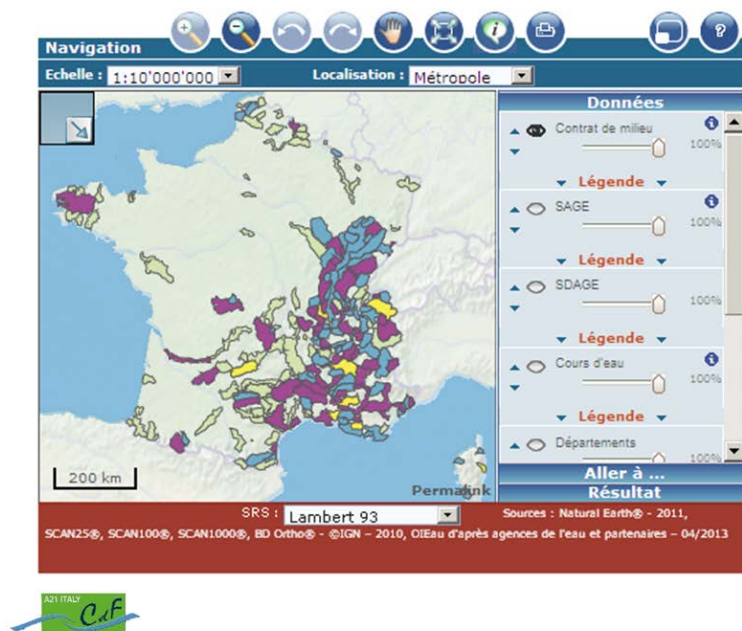 Navigation
Echelle : 1:10'000'000 Localisation : Métropole
Données
Contrat de milieu
100%
Légende
SAGE
100%
Légende
SDAGE
100%
Légende
Cours d'eau
100%
Légende
Départements
100%
Aller à ...
Résultat
200 km
Permalink
SRS : Lambert 93 Sources : Natural Earth® - 2011,
SCAN25®, SCAN100®, SCAN1000®, BD Ortho® - ©IGN – 2010, OIEau d'après agences de l'eau et partenaires – 04/2013
A21 ITALY
CdF